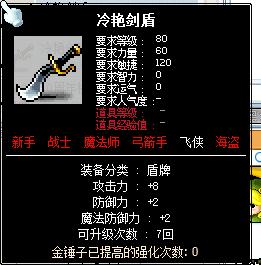 冷艳剑盾
要求等级 : 80
要求力量 : 60
要求敏捷 : 120
要求智力 : 0
要求运气 : 0
要求人气度 : -
道具等级 : -
道具经验值 : -
新手 战士 魔法师 弓箭手 飞侠 海盗
装备分类 : 盾牌
攻击力 : +8
防御力 : +2
魔法防御力 : +2
可升级次数 : 7回
金锤子已提高的强化次数: 0